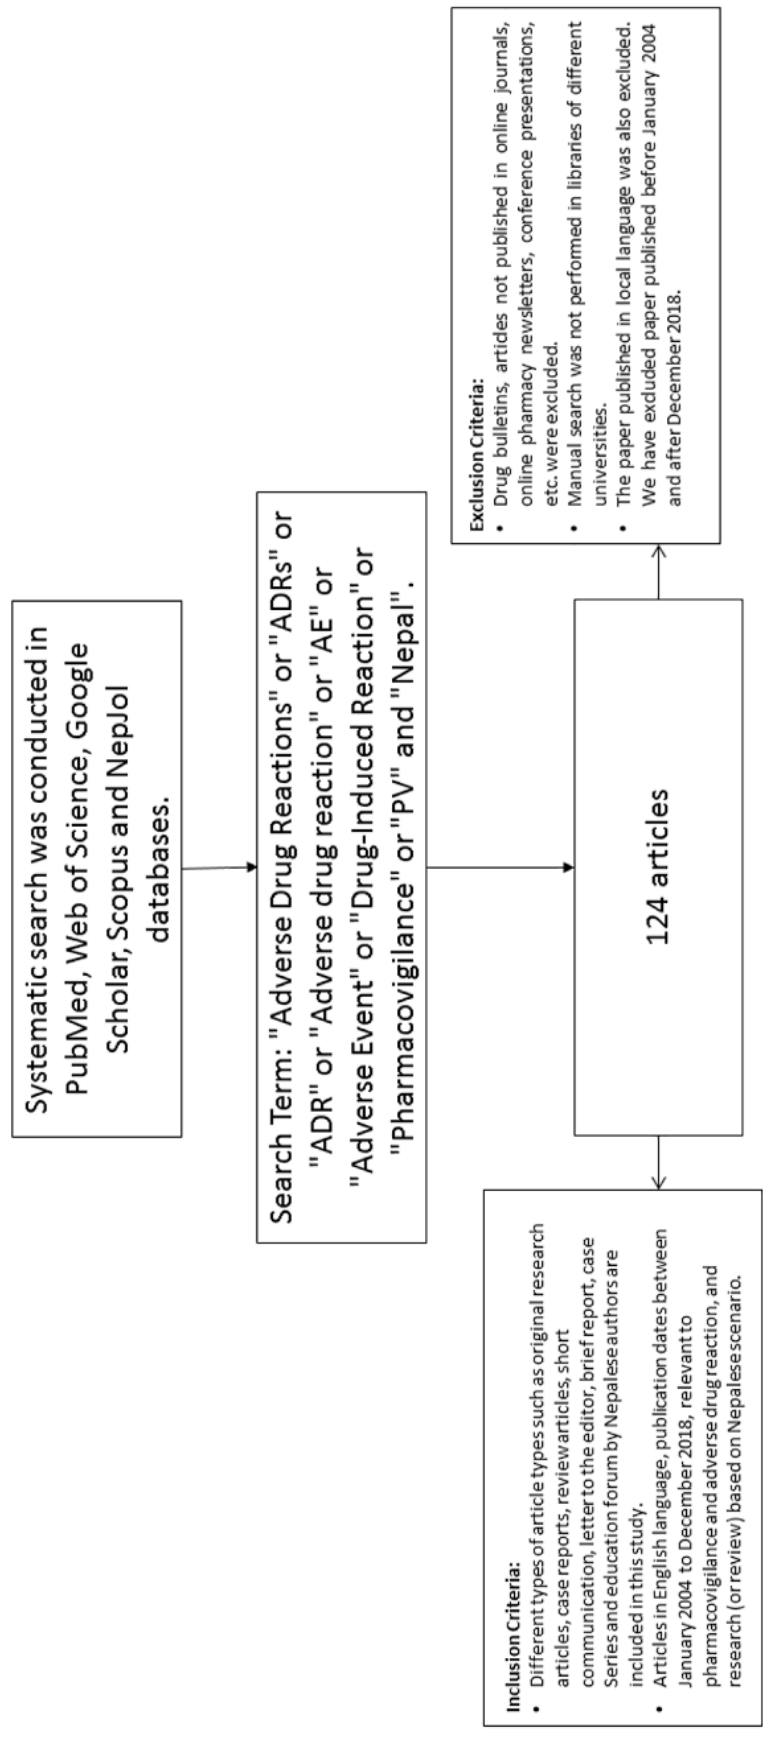 Systematic search was conducted in
PubMed, Web of Science, Google
Scholar, Scopus and NepJol
databases.
Search Term: "Adverse Drug Reactions" or "ADRs" or
"ADR" or "Adverse drug reaction" or "AE" or
"Adverse Event" or "Drug-Induced Reaction" or
"Pharmacovigilance" or "PV" and "Nepal".
124 articles
Inclusion Criteria:
• Different types of article types such as original research
articles, case reports, review articles, short
communication, letter to the editor, brief report, case
Series and education forum by Nepalese authors are
included in this study.
• Articles in English language, publication dates between
January 2004 to December 2018, relevant to
pharmacovigilance and adverse drug reaction, and
research (or review) based on Nepalese scenario.
Exclusion Criteria:
• Drug bulletins, articles not published in online journals,
online pharmacy newsletters, conference presentations,
etc. were excluded.
• Manual search was not performed in libraries of different
universities.
• The paper published in local language was also excluded.
We have excluded paper published before January 2004
and after December 2018.